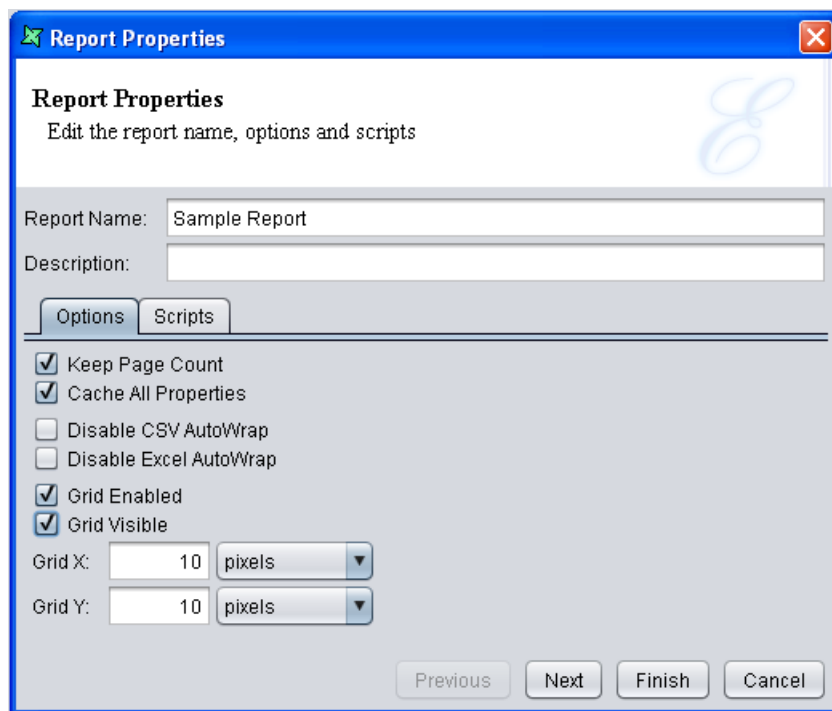 Report Properties
Report Properties
Edit the report name, options and scripts
Report Name: Sample Report
Description:
Options Scripts
Keep Page Count
Cache All Properties
Disable CSV AutoWrap
Disable Excel AutoWrap
Grid Enabled
Grid Visible
Grid X: 10 pixels
Grid Y: 10 pixels
Previous Next Finish Cancel